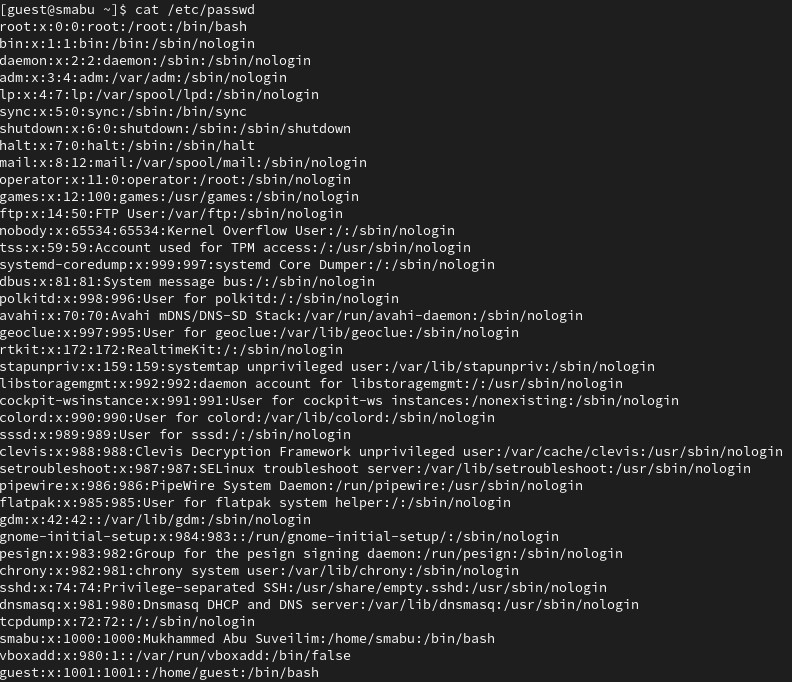 [guest@smabu ~]$ cat /etc/passwd
root:x:0:0:root:/root:/bin/bash
bin:x:1:1:bin:/bin:/sbin/nologin
daemon:x:2:2:daemon:/sbin:/sbin/nologin
adm:x:3:4:adm:/var/adm:/sbin/nologin
lp:x:4:7:lp:/var/spool/lpd:/sbin/nologin
sync:x:5:0:sync:/sbin:/bin/sync
shutdown:x:6:0:shutdown:/sbin:/sbin/shutdown
halt:x:7:0:halt:/sbin:/sbin/halt
mail:x:8:12:mail:/var/spool/mail:/sbin/nologin
operator:x:11:0:operator:/root:/sbin/nologin
games:x:12:100:games:/usr/games:/sbin/nologin
ftp:x:14:50:FTP User:/var/ftp:/sbin/nologin
nobody:x:65534:65534:Kernel Overflow User:/:/sbin/nologin
tss:x:59:59:Account used for TPM access:/:/usr/sbin/nologin
systemd-coredump:x:999:997:systemd Core Dumper:/:/sbin/nologin
dbus:x:81:81:System message bus:/:/sbin/nologin
polkitd:x:998:996:User for polkitd:/:/sbin/nologin
avahi:x:70:70:Avahi mDNS/DNS-SD Stack:/var/run/avahi-daemon:/sbin/nologin
geoclue:x:997:995:User for geoclue:/var/lib/geoclue:/sbin/nologin
rtkit:x:172:172:RealtimeKit:/:/sbin/nologin
stapunpriv:x:159:159:systemtap unprivileged user:/var/lib/stapunpriv:/sbin/nologin
libstoragemgmt:x:992:992:daemon account for libstoragemgmt:/:/usr/sbin/nologin
cockpit-wsinstance:x:991:991:User for cockpit-ws instances:/nonexisting:/sbin/nologin
colord:x:990:990:User for colord:/var/lib/colord:/sbin/nologin
sssd:x:989:989:User for sssd:/:/sbin/nologin
clevis:x:988:988:Clevis Decryption Framework unprivileged user:/var/cache/clevis:/usr/sbin/nologin
setroubleshoot:x:987:987:SELinux troubleshoot server:/var/lib/setroubleshoot:/usr/sbin/nologin
pipewire:x:986:986:PipeWire System Daemon:/run/pipewire:/usr/sbin/nologin
flatpak:x:985:985:User for flatpak system helper:/:/sbin/nologin
gdm:x:42:42::/var/lib/gdm:/sbin/nologin
gnome-initial-setup:x:984:983::/run/gnome-initial-setup/:/sbin/nologin
pesign:x:983:982:Group for the pesign signing daemon:/run/pesign:/sbin/nologin
chrony:x:982:981:chrony system user:/var/lib/chrony:/sbin/nologin
sshd:x:74:74:Privilege-separated SSH:/usr/share/empty.sshd:/usr/sbin/nologin
dnsmasq:x:981:980:Dnsmasq DHCP and DNS server:/var/lib/dnsmasq:/usr/sbin/nologin
tcpdump:x:72:72::/:/sbin/nologin
smabu:x:1000:1000:Mukhammed Abu Suveilim:/home/smabu:/bin/bash
vboxadd:x:980:1::/var/run/vboxadd:/bin/false
guest:x:1001:1001::/home/guest:/bin/bash